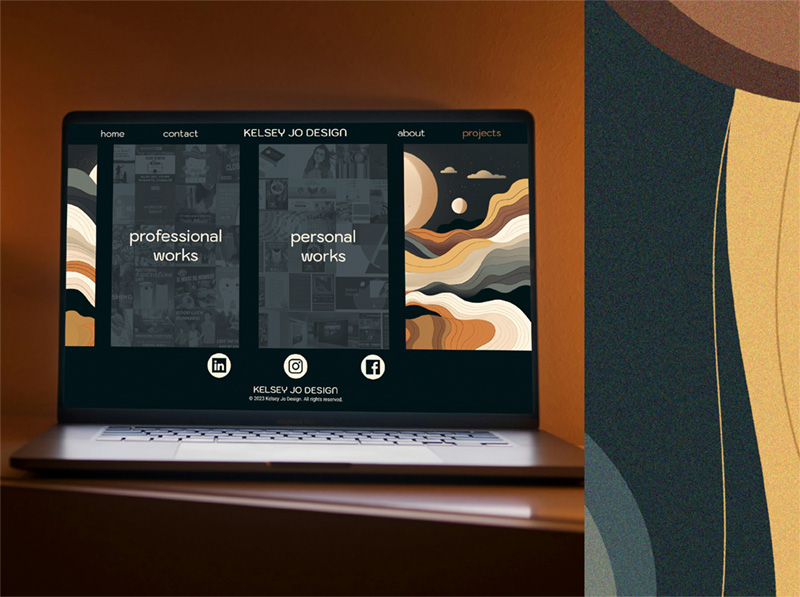 home contact KELSEY JO DESIGN about projects
professional
works
personal
works
KELSEY JO DESIGN
© 2023 Kelsey Jo Design. All rights reserved.